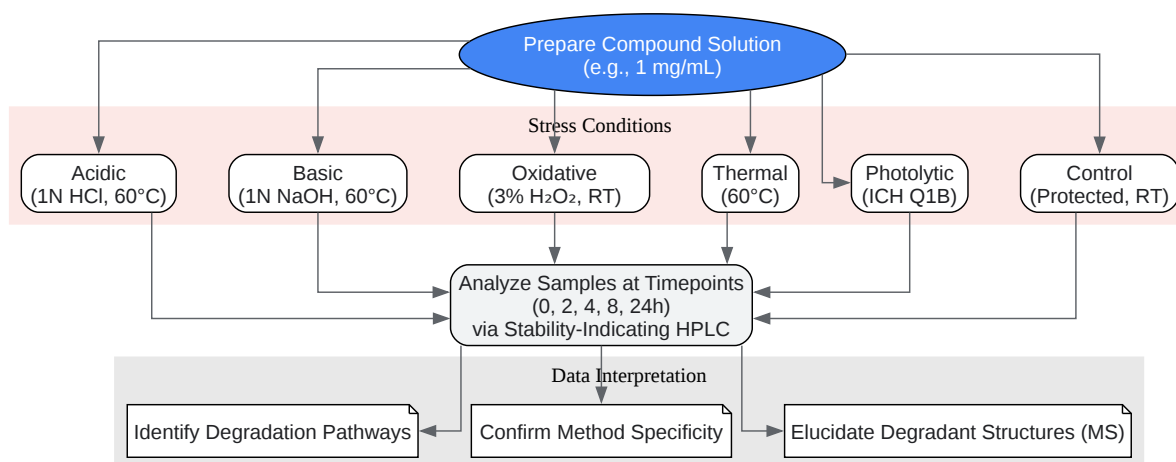 Prepare Compound Solution
(e.g., 1 mg/mL)
Stress Conditions
Acidic
(1N HCl, 60°C)
Basic
(1N NaOH, 60°C)
Oxidative
(3% H₂O₂, RT)
Thermal
(60°C)
Photolytic
(ICH Q1B)
Control
(Protected, RT)
Analyze Samples at Timepoints
(0, 2, 4, 8, 24h)
via Stability-Indicating HPLC
Data Interpretation
Identify Degradation Pathways
Confirm Method Specificity
Elucidate Degradant Structures (MS)